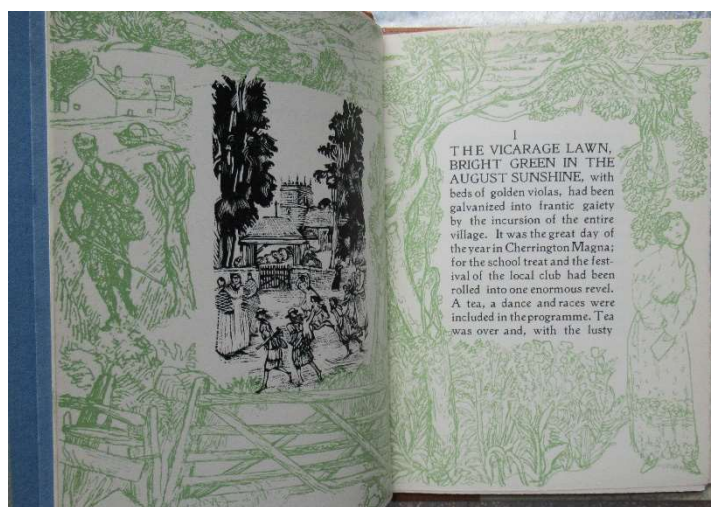 I
THE VICARAGE LAWN,
BRIGHT GREEN IN THE
AUGUST SUNSHINE, with
beds of golden violas, had been
galvanized into frantic gaiety
by the incursion of the entire
village. It was the great day of
the year in Cherrington Magna;
for the school treat and the fest-
ival of the local club had been
rolled into one enormous revel.
A tea, a dance and races were
included in the programme. Tea
was over and, with the lusty